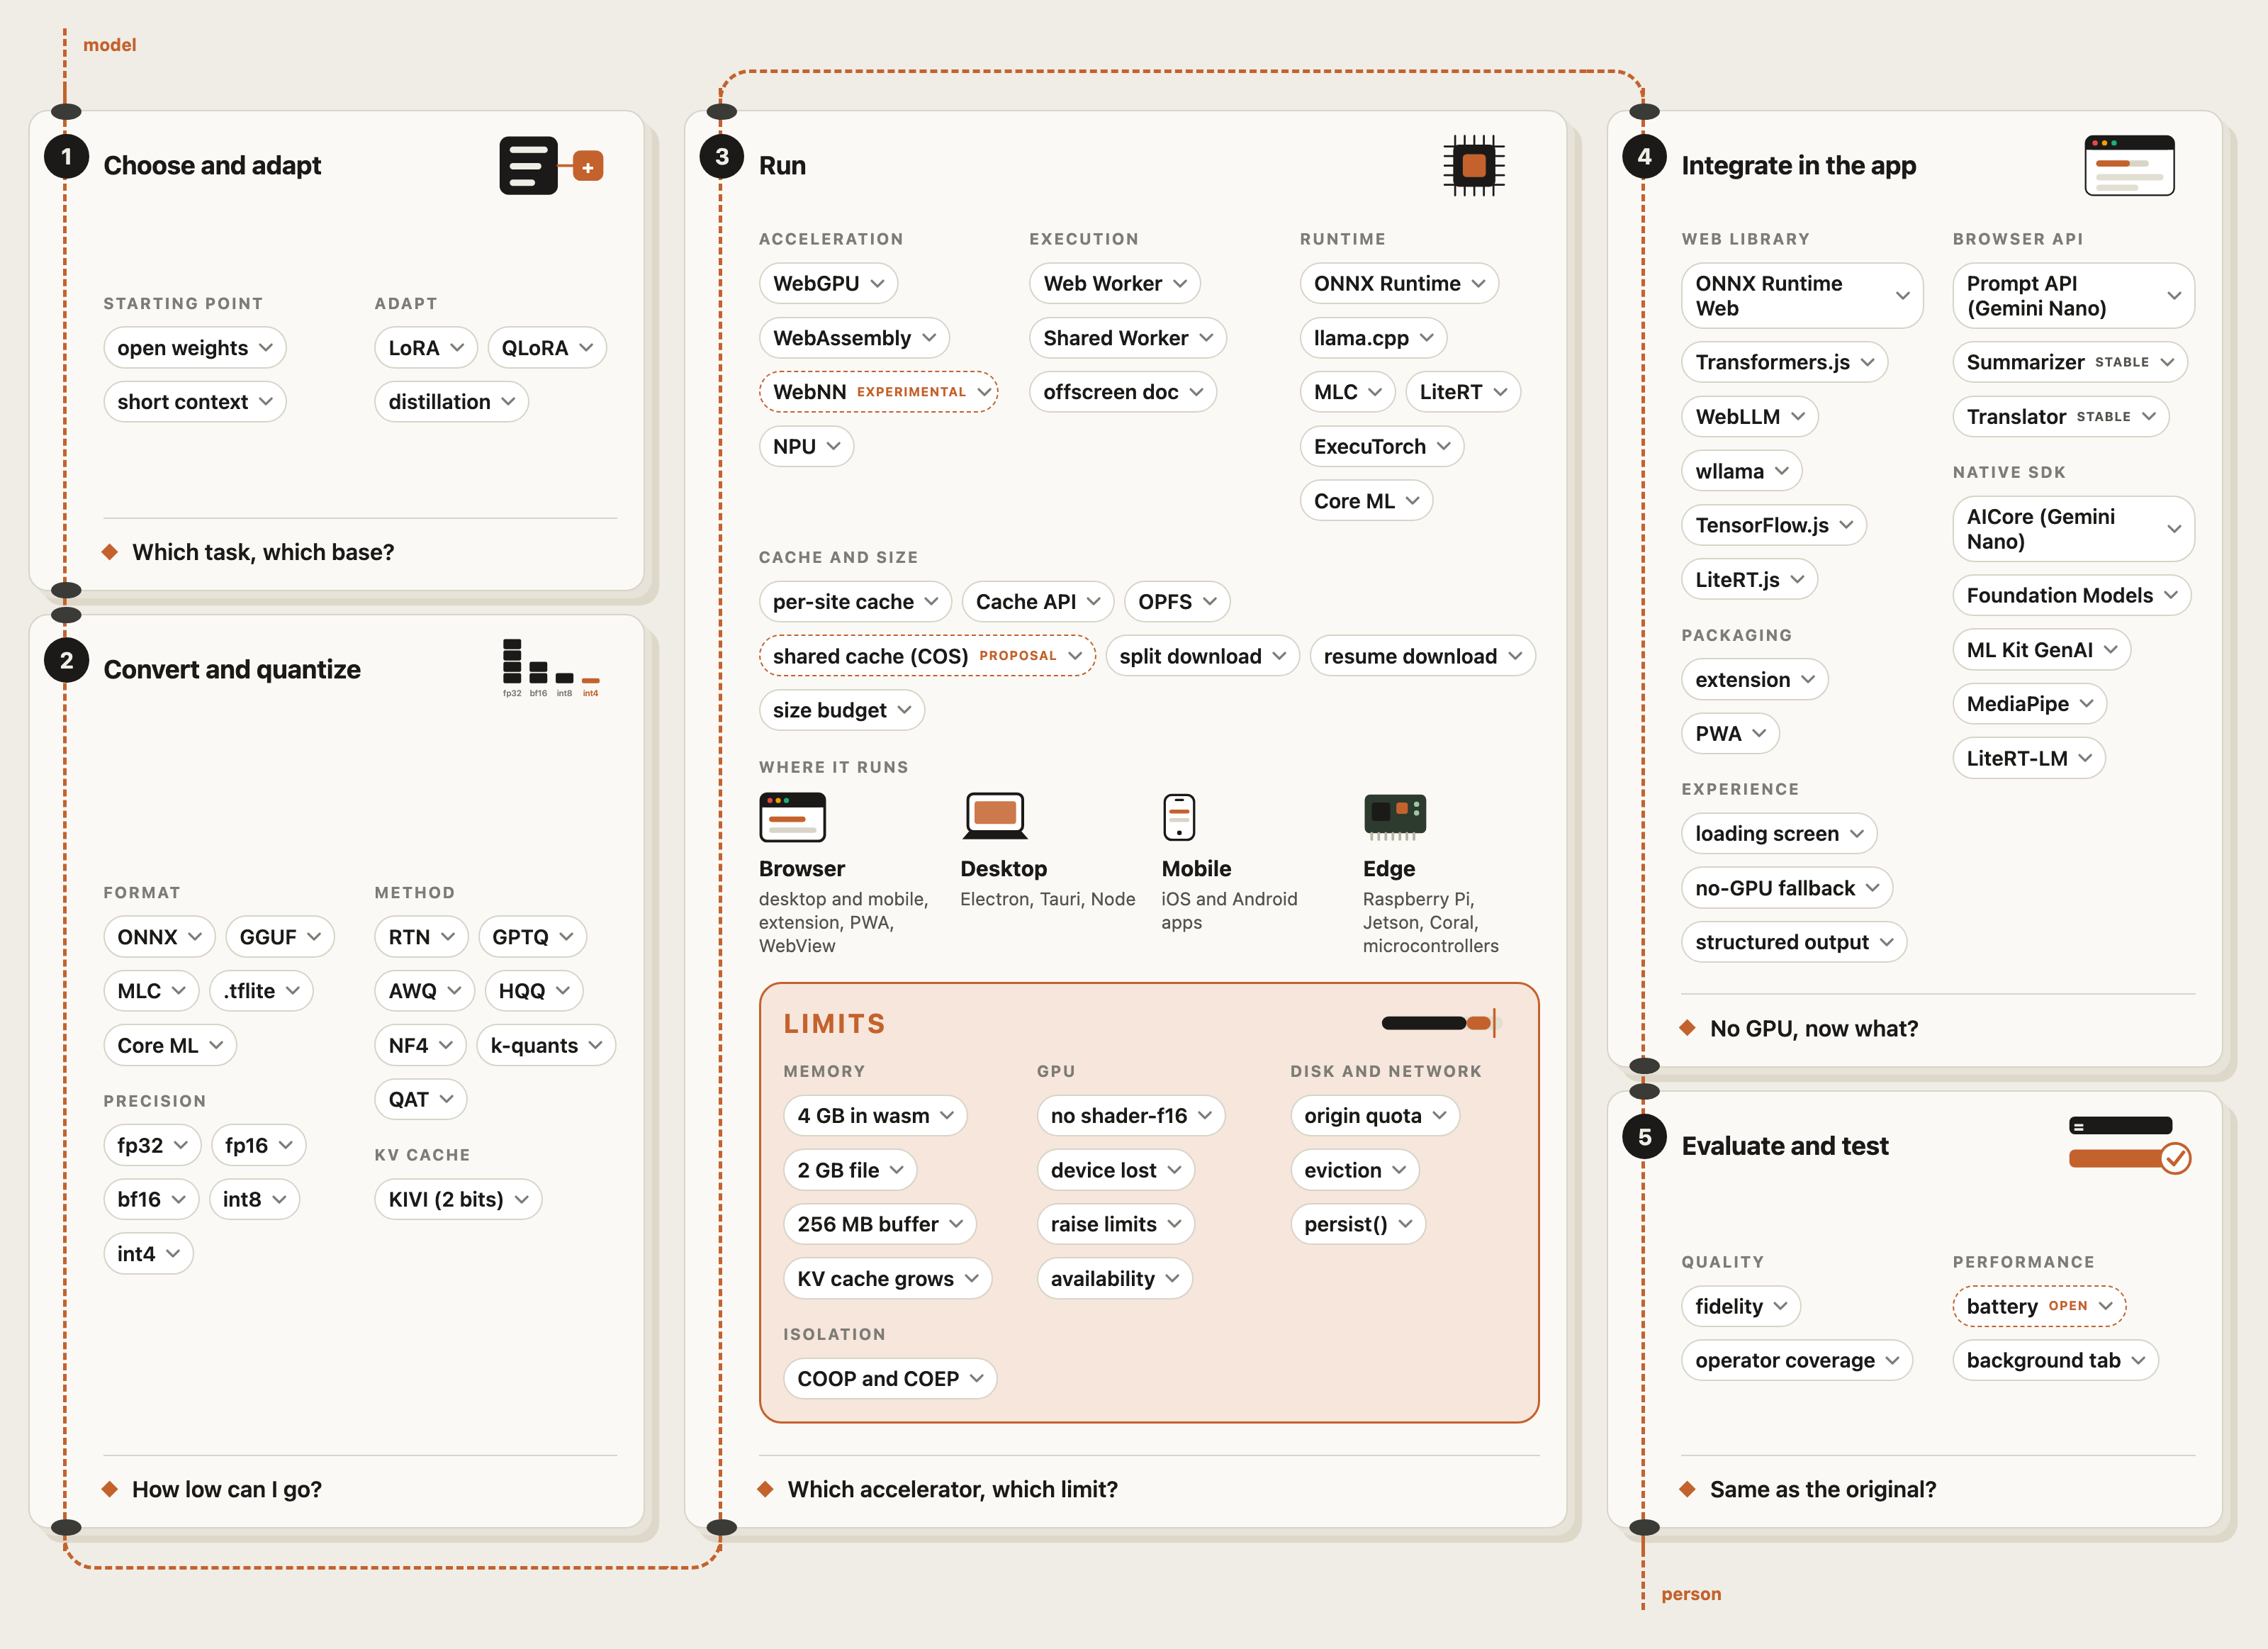 model
1
Choose and adapt
+
STARTING POINT
open weights
short context
ADAPT
LoRA
QLoRA
distillation
Which task, which base?
2
Convert and quantize
fp32 bf16 int8 int4
FORMAT
ONNX
GGUF
MLC
.tflite
Core ML
PRECISION
fp32
fp16
bf16
int8
int4
METHOD
RTN
GPTQ
AWQ
HQQ
NF4
k-quants
QAT
KV CACHE
KIVI (2 bits)
How low can I go?
3
Run
ACCELERATION
WebGPU
WebAssembly
WebNN EXPERIMENTAL
NPU
EXECUTION
Web Worker
Shared Worker
offscreen doc
RUNTIME
ONNX Runtime
llama.cpp
MLC
LiteRT
ExecuTorch
Core ML
CACHE AND SIZE
per-site cache
Cache API
OPFS
shared cache (COS) PROPOSAL
split download
resume download
size budget
WHERE IT RUNS
Browser
desktop and mobile,
extension, PWA,
WebView
Desktop
Electron, Tauri, Node
Mobile
iOS and Android
apps
Edge
Raspberry Pi,
Jetson, Coral,
microcontrollers
LIMITS
MEMORY
4 GB in wasm
2 GB file
256 MB buffer
KV cache grows
GPU
no shader-f16
device lost
raise limits
availability
DISK AND NETWORK
origin quota
eviction
persist()
ISOLATION
COOP and COEP
Which accelerator, which limit?
4
Integrate in the app
WEB LIBRARY
ONNX Runtime
Web
Transformers.js
WebLLM
wllama
TensorFlow.js
LiteRT.js
PACKAGING
extension
PWA
EXPERIENCE
loading screen
no-GPU fallback
structured output
BROWSER API
Prompt API
(Gemini Nano)
Summarizer STABLE
Translator STABLE
NATIVE SDK
AICore (Gemini
Nano)
Foundation Models
ML Kit GenAI
MediaPipe
LiteRT-LM
No GPU, now what?
5
Evaluate and test
=
QUALITY
fidelity
operator coverage
PERFORMANCE
battery OPEN
background tab
Same as the original?
person